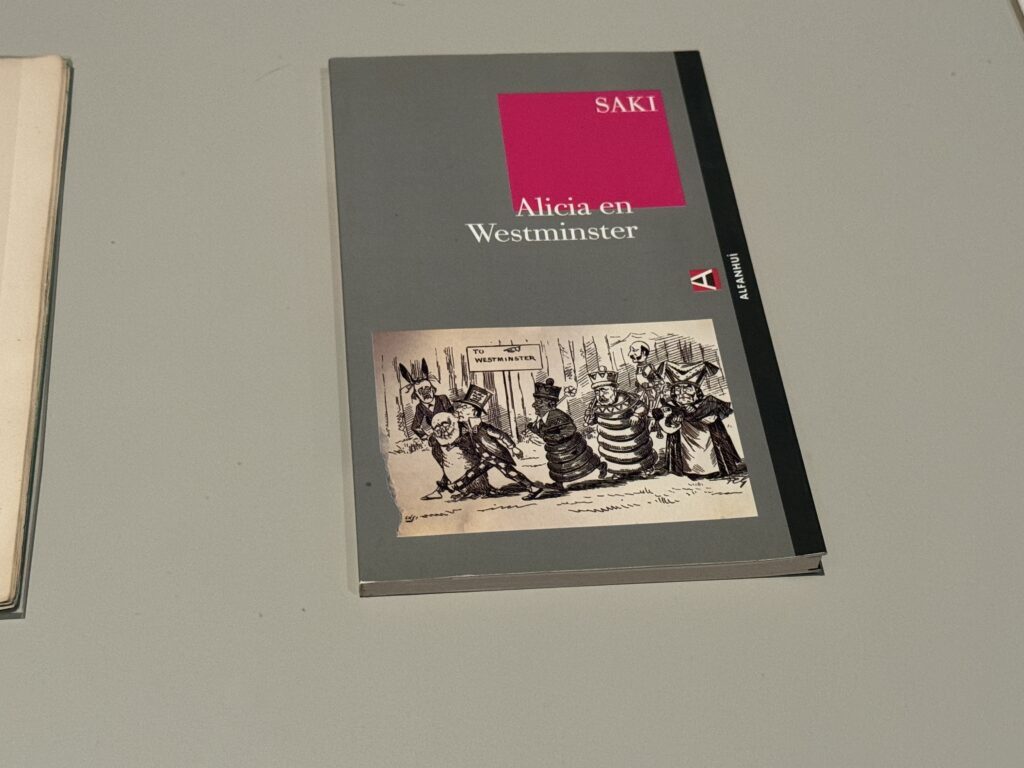 SAKI
Alicia en
Westminster
A
ALFANHUÍ
TO
WESTMINSTER